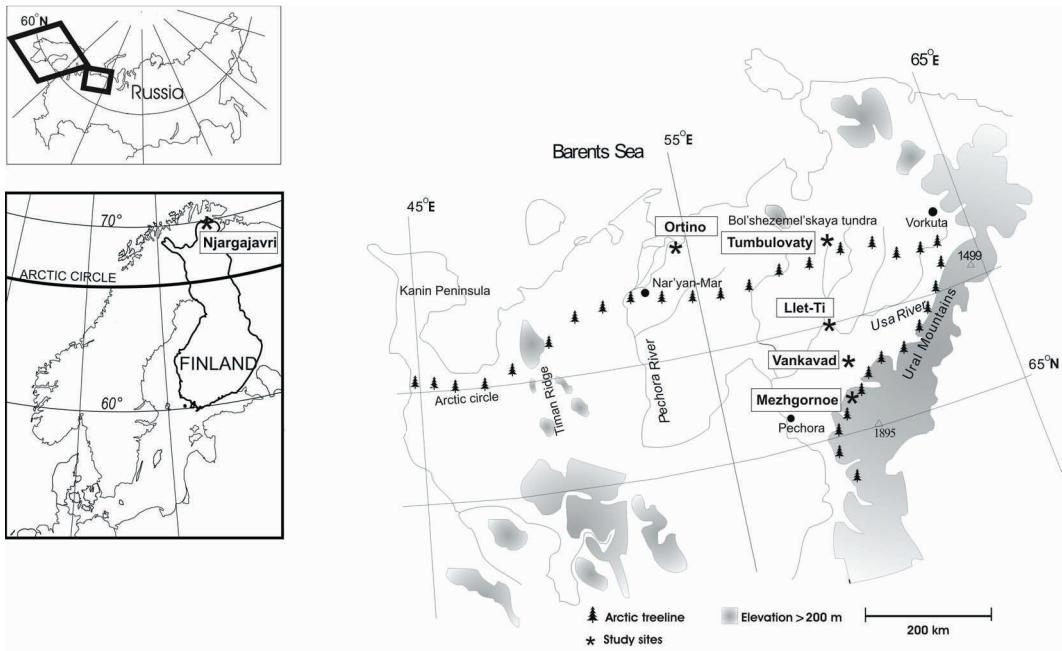 60°N
Russia
70°
Njargajavri
ARCTIC CIRCLE
FINLAND
60°
65°E
55°E
45°E
Barents Sea
Ortino
Bol'shezemel'skaya tundra
Tumbulovaty
Vorkuta
1499
Kanin Peninsula
Nar'yan-Mar
Llet-Ti
Usa River
Ural Mountains
Vankavad
65°N
Pechora River
Timan Ridge
Arctic circle
Mezhgornoe
Pechora
1895
Arctic treeline
Elevation > 200 m
Study sites
200 km